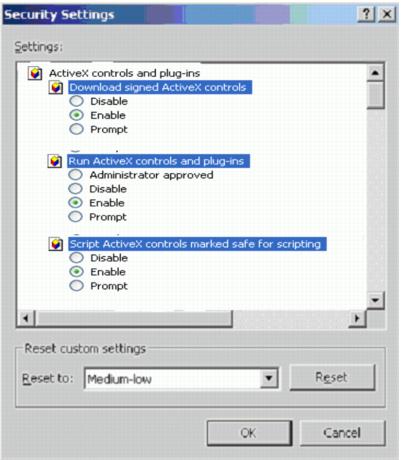 Security Settings
Settings:
ActiveX controls and plug-ins
Download signed ActiveX controls
Disable
Enable
Prompt
Run ActiveX controls and plug-ins
Administrator approved
Disable
Enable
Prompt
Script ActiveX controls marked safe for scripting
Disable
Enable
Prompt
Reset custom settings
Reset to: Medium-low Reset
OK Cancel